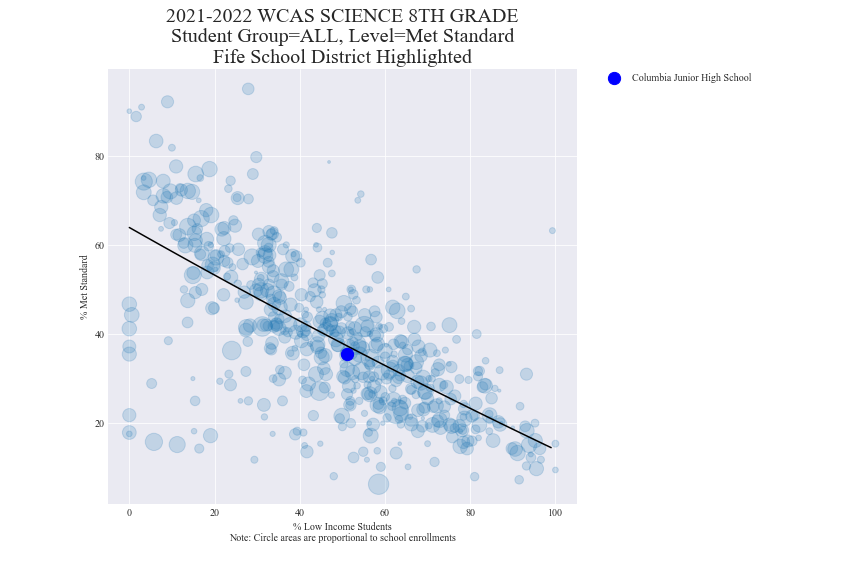 2021-2022 WCAS SCIENCE 8TH GRADE
Student Group=ALL, Level=Met Standard
Fife School District Highlighted
Columbia Junior High School
80
60
40
20
% Met Standard
0 20 40 60 80 100
% Low Income Students
Note: Circle areas are proportional to school enrollments